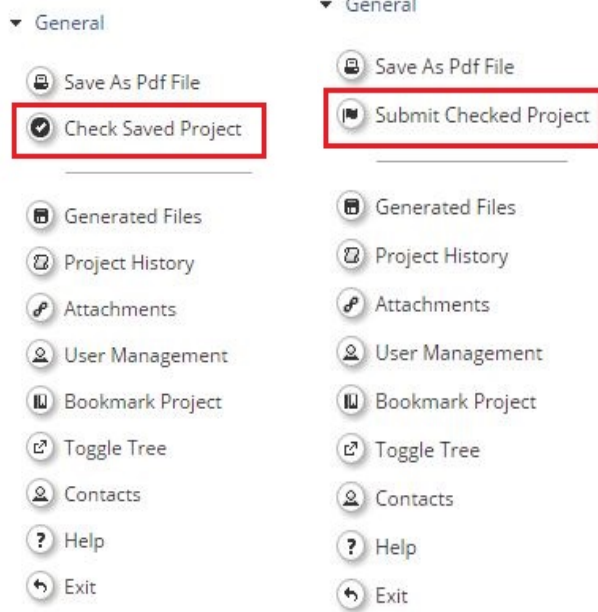 General
Save As Pdf File
Check Saved Project
Generated Files
Project History
Attachments
User Management
Bookmark Project
Toggle Tree
Contacts
Help
Exit
General
Save As Pdf File
Submit Checked Project
Generated Files
Project History
Attachments
User Management
Bookmark Project
Toggle Tree
Contacts
Help
Exit